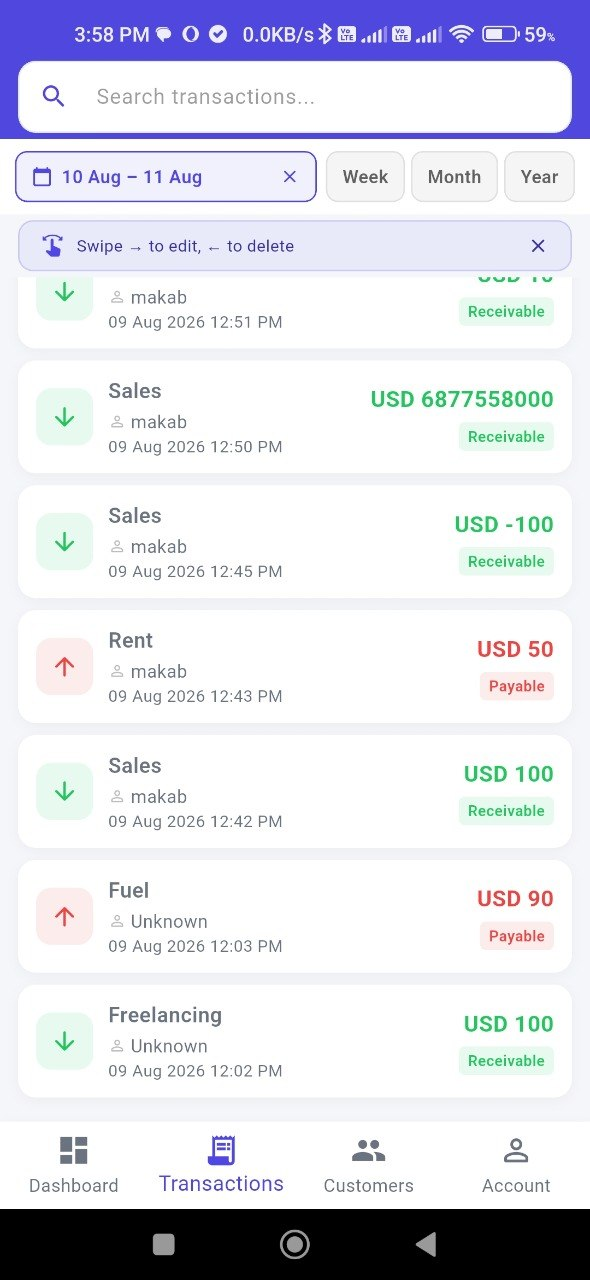 3:58 PM 0.0KB/s Vo LTE Vo LTE 59%
Search transactions...
10 Aug – 11 Aug
Week
Month
Year
Swipe → to edit, ← to delete
makab
09 Aug 2026 12:51 PM
Receivable
Sales
USD 6877558000
makab
Receivable
09 Aug 2026 12:50 PM
Sales
USD -100
makab
Receivable
09 Aug 2026 12:45 PM
Rent
USD 50
makab
Payable
09 Aug 2026 12:43 PM
Sales
USD 100
makab
Receivable
09 Aug 2026 12:42 PM
Fuel
USD 90
Unknown
Payable
09 Aug 2026 12:03 PM
Freelancing
USD 100
Unknown
Receivable
09 Aug 2026 12:02 PM
Dashboard
Transactions
Customers
Account